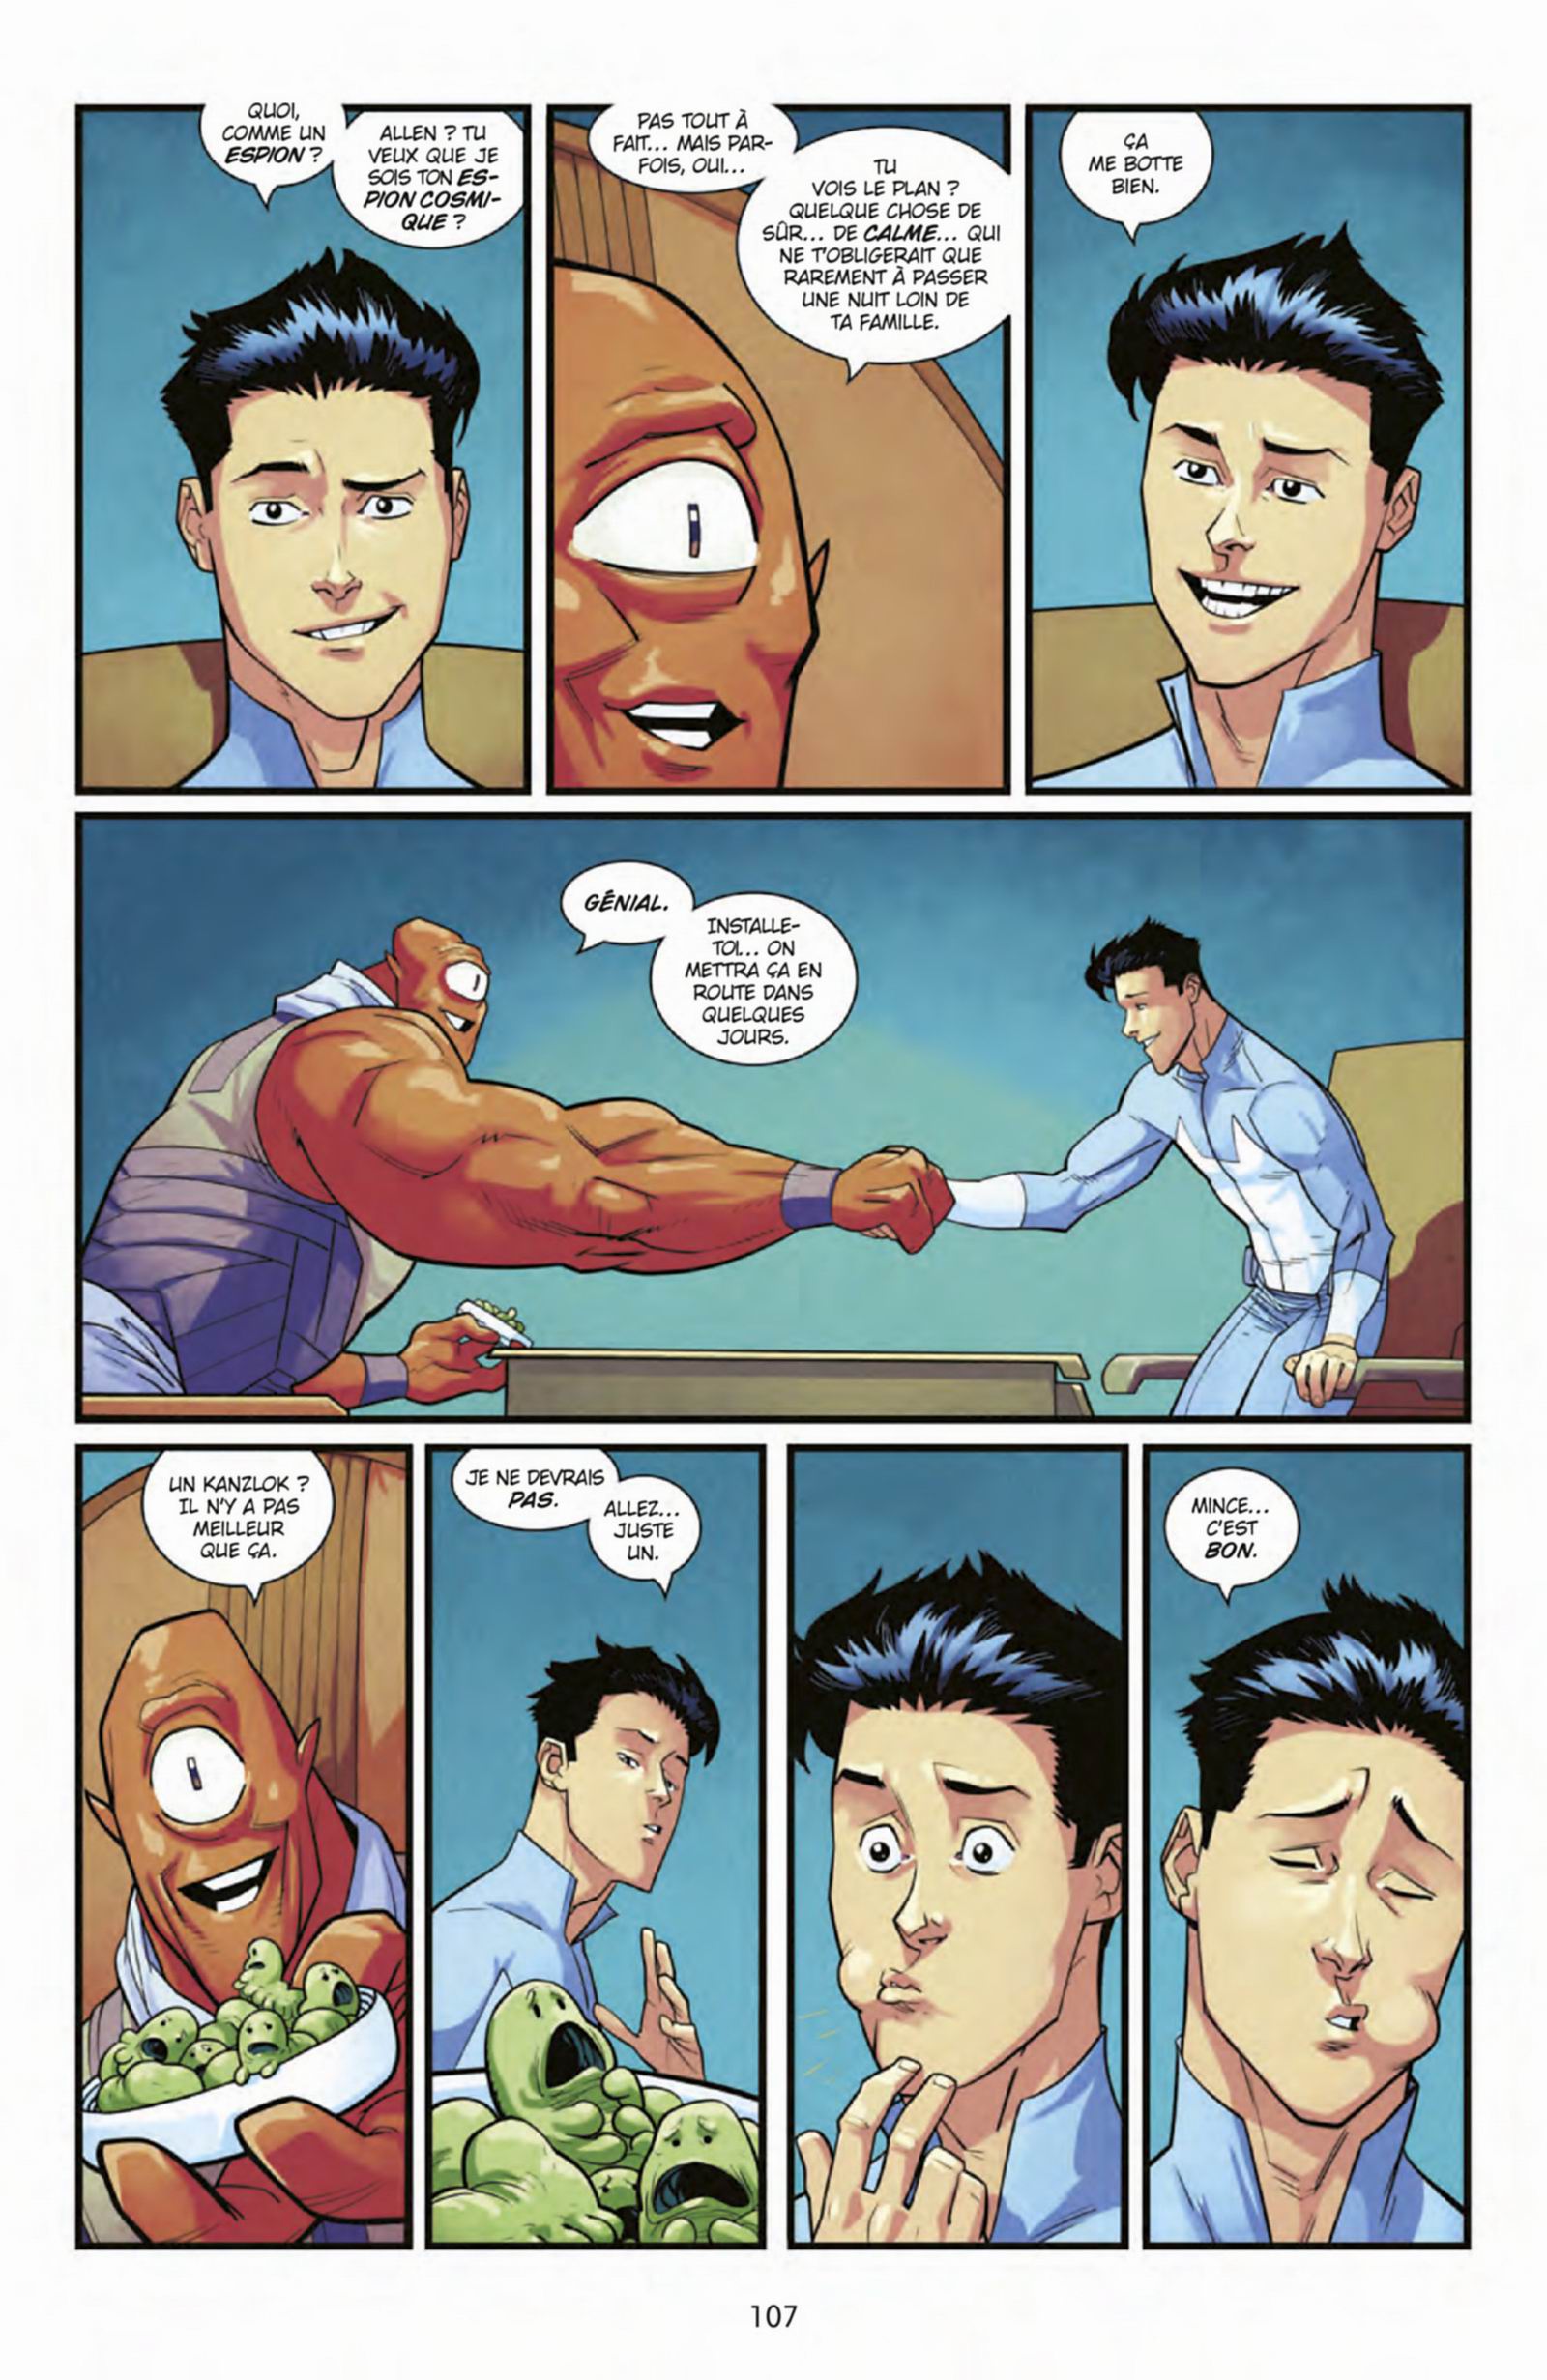 QUOI,
COMME UN
ESPION ?
ALLEN ? TU
VEUX QUE JE
SOIS TON ES-
PION COSMI-
QUE ?
PAS TOUT À
FAIT... MAIS PAR-
FOIS, OUI...
TU
VOIS LE PLAN ?
QUELQUE CHOSE DE
SÛR... DE CALME... QUI
NE T'OBLIGERAIT QUE
RAREMENT À PASSER
UNE NUIT LOIN DE
TA FAMILLE.
ÇA
ME BOTTE
BIEN.
GÉNIAL.
INSTALLE-
TOI... ON
METTRA ÇA EN
ROUTE DANS
QUELQUES
JOURS.
UN KANZLOK ?
IL N'Y A PAS
MEILLEUR
QUE ÇA.
JE NE DEVRAIS
PAS.
ALLEZ...
JUSTE
UN.
MINCE...
C'EST
BON.
107